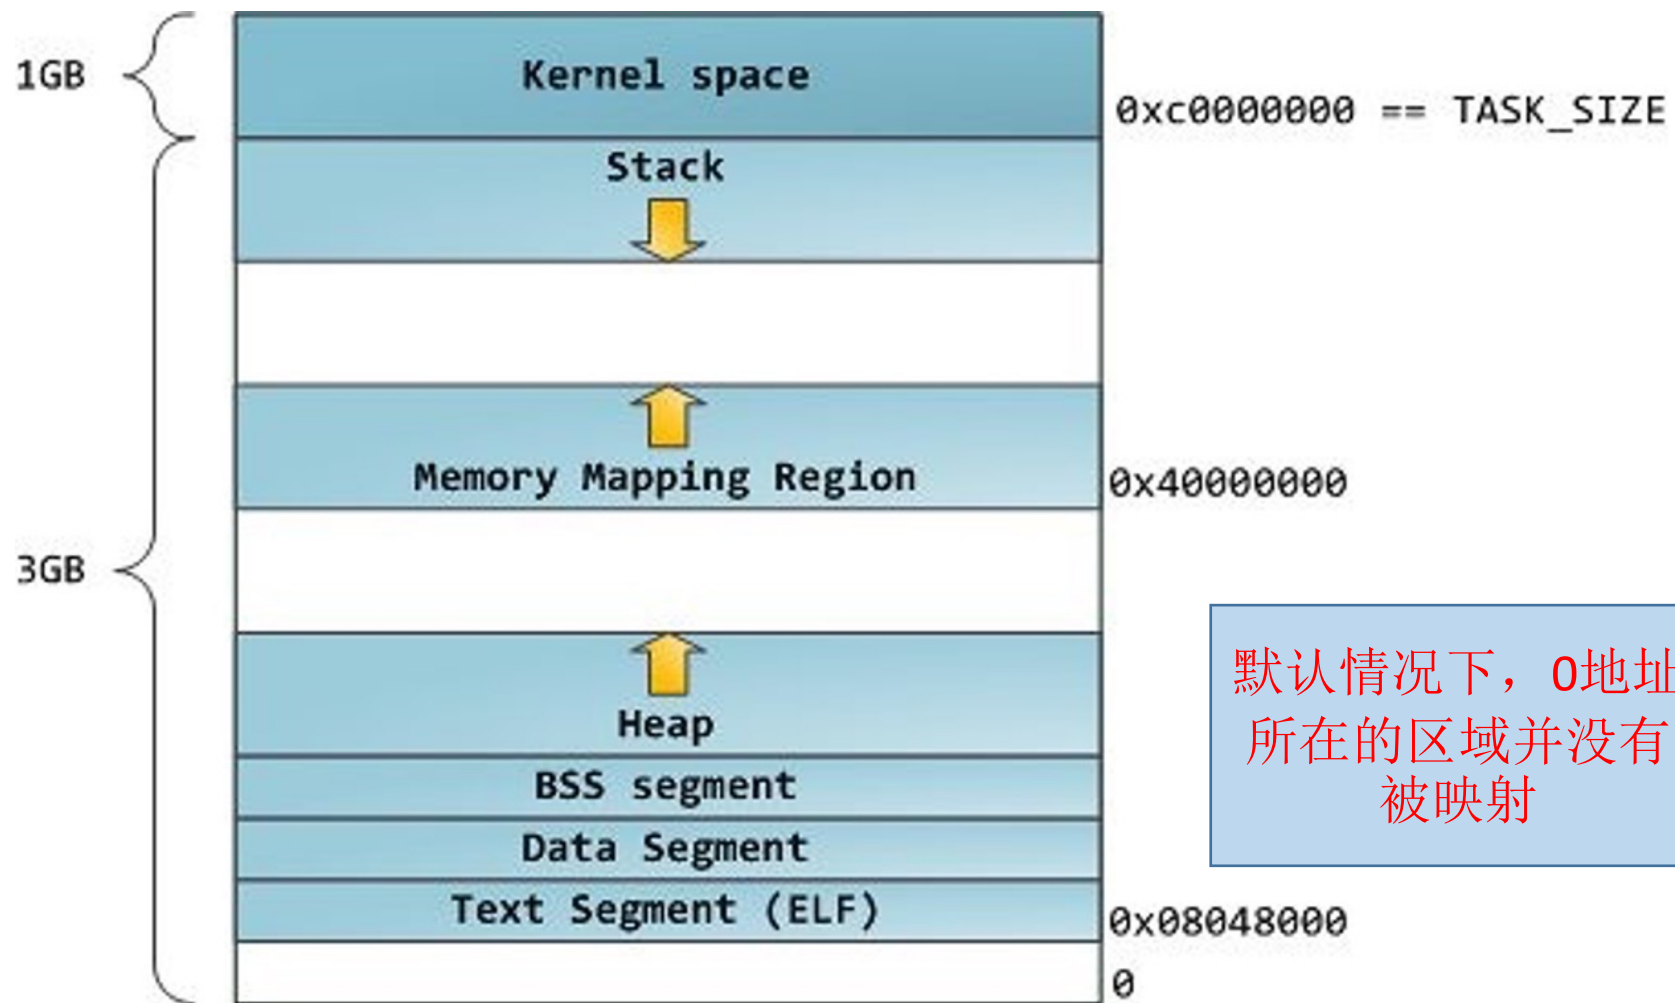 1GB
Kernel space
0xc0000000 == TASK_SIZE
Stack
Memory Mapping Region
0x40000000
3GB
Heap
默认情况下，0地址
所在的区域并没有
被映射
BSS segment
Data Segment
Text Segment (ELF)
0x08048000
0